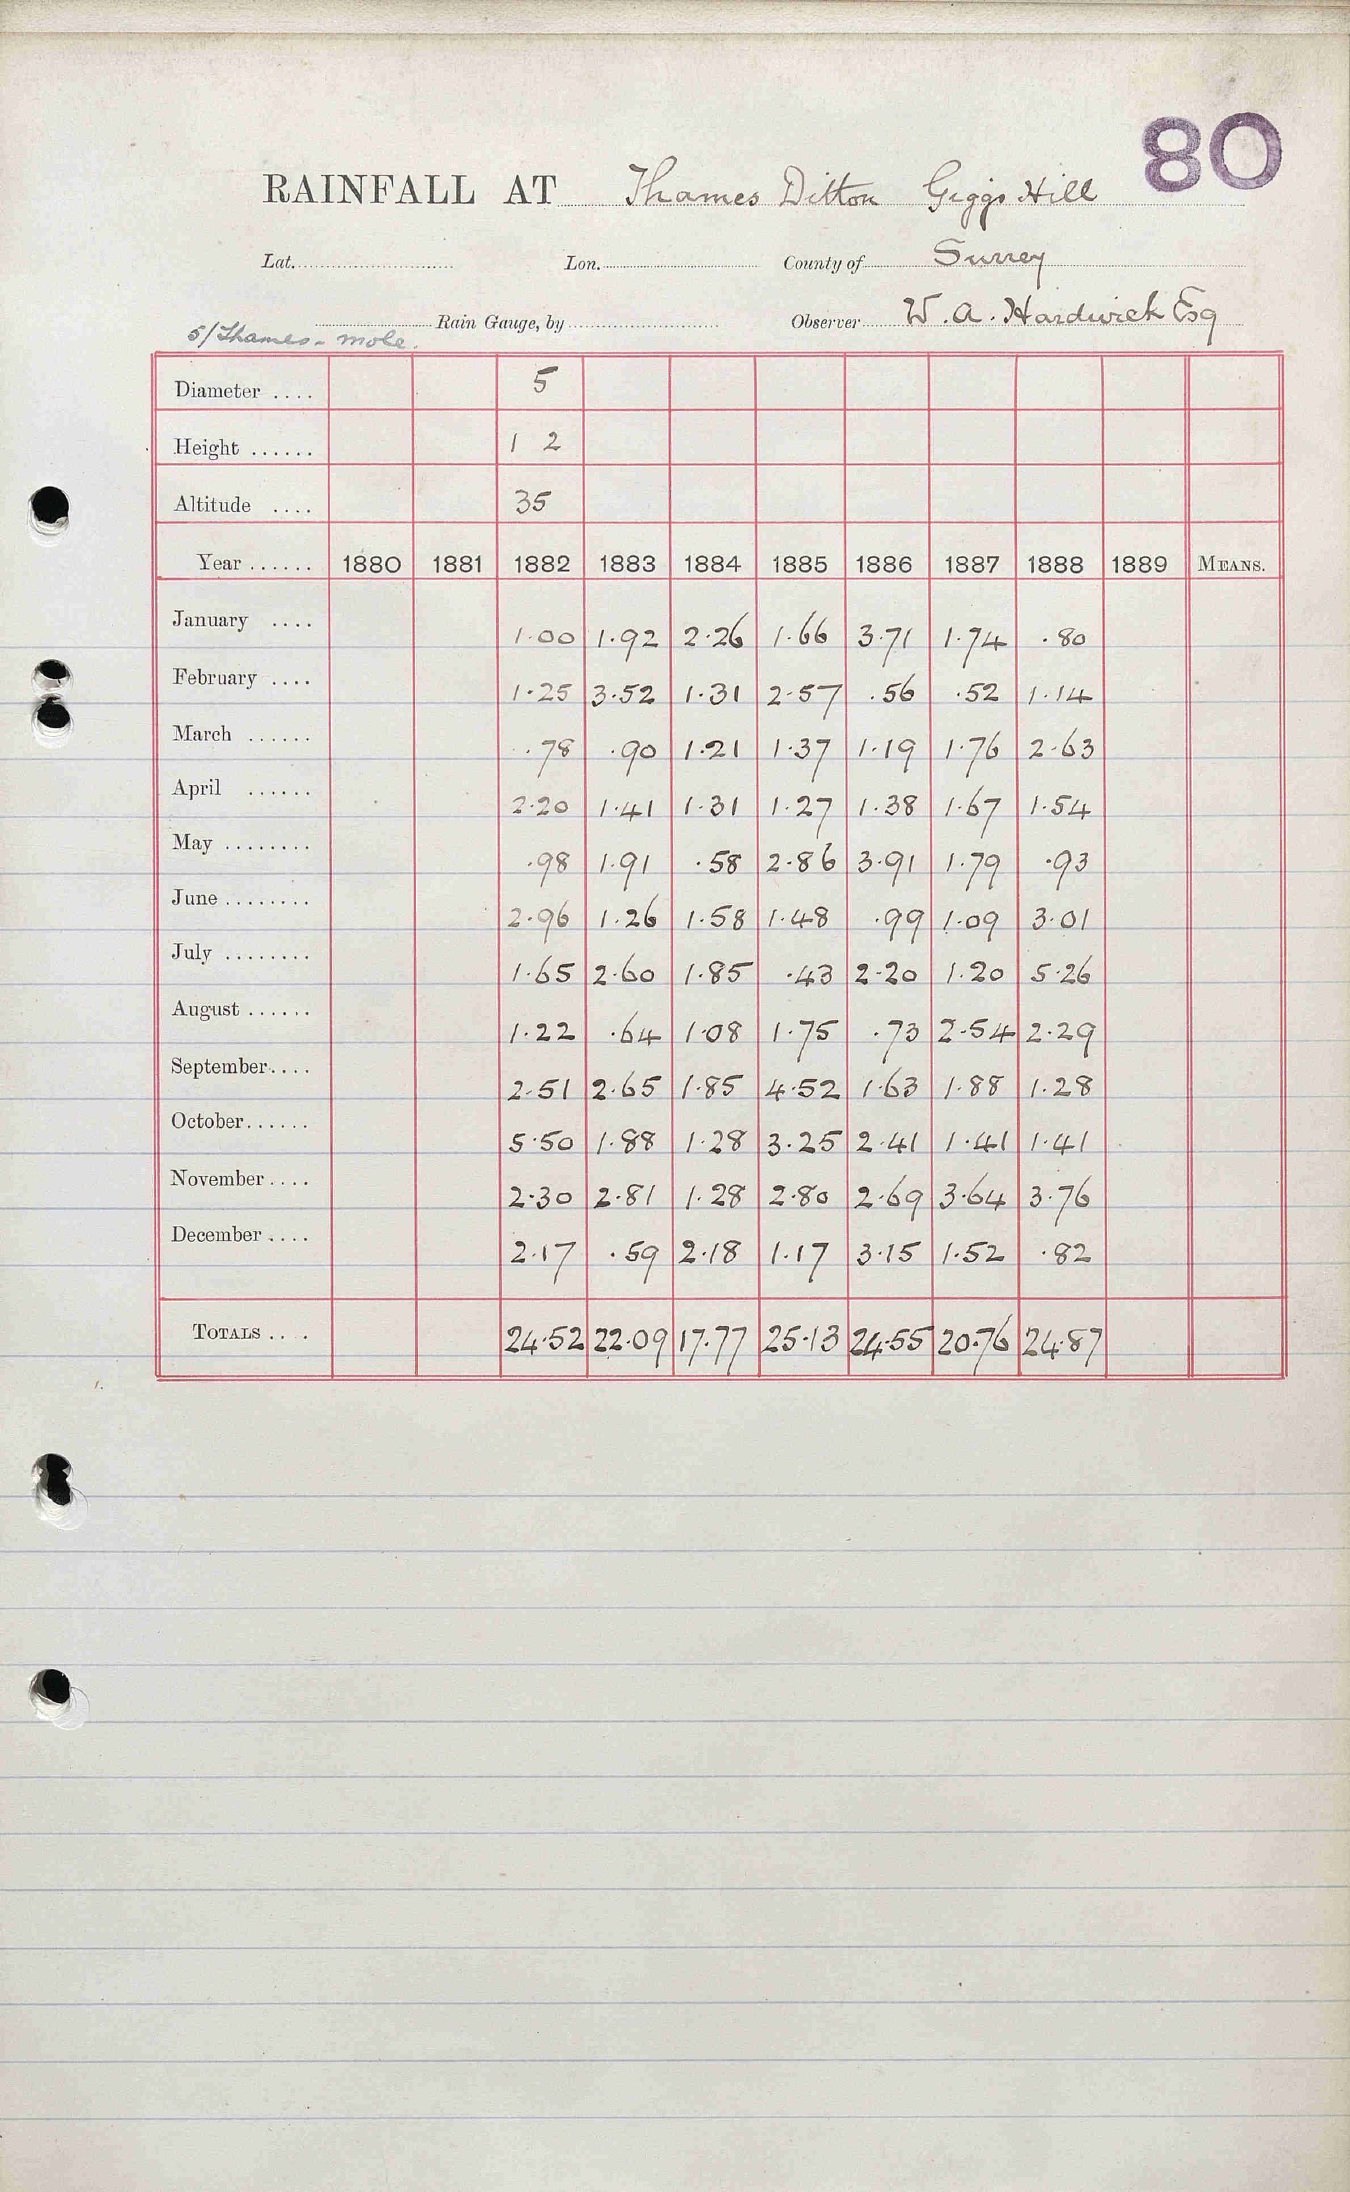 80
RAINFALL AT Thames Ditton Giggs Hill
Lat. Lon. County of Surrey
Rain Gauge, by Observer W. A. Hardwick Esq
5/Thames - Mole.
Diameter .... 5
Height ...... 1 2
Altitude .... 35
Year ...... 1880 1881 1882 1883 1884 1885 1886 1887 1888 1889 MEANS.
January .... 1.00 1.92 2.26 1.66 3.71 1.74 .80
February .... 1.25 3.52 1.31 2.57 .56 .52 1.14
March ...... .78 .90 1.21 1.37 1.19 1.76 2.63
April ...... 2.20 1.41 1.31 1.27 1.38 1.67 1.54
May ........ .98 1.91 .58 2.86 3.91 1.79 .93
June ........ 2.96 1.26 1.58 1.48 .99 1.09 3.01
July ........ 1.65 2.60 1.85 .43 2.20 1.20 5.26
August ...... 1.22 .64 1.08 1.75 .73 2.54 2.29
September.... 2.51 2.65 1.85 4.52 1.63 1.88 1.28
October...... 5.50 1.88 1.28 3.25 2.41 1.41 1.41
November .... 2.30 2.81 1.28 2.80 2.69 3.64 3.76
December .... 2.17 .59 2.18 1.17 3.15 1.52 .82
TOTALS .... 24.52 22.09 17.77 25.13 24.55 20.76 24.87